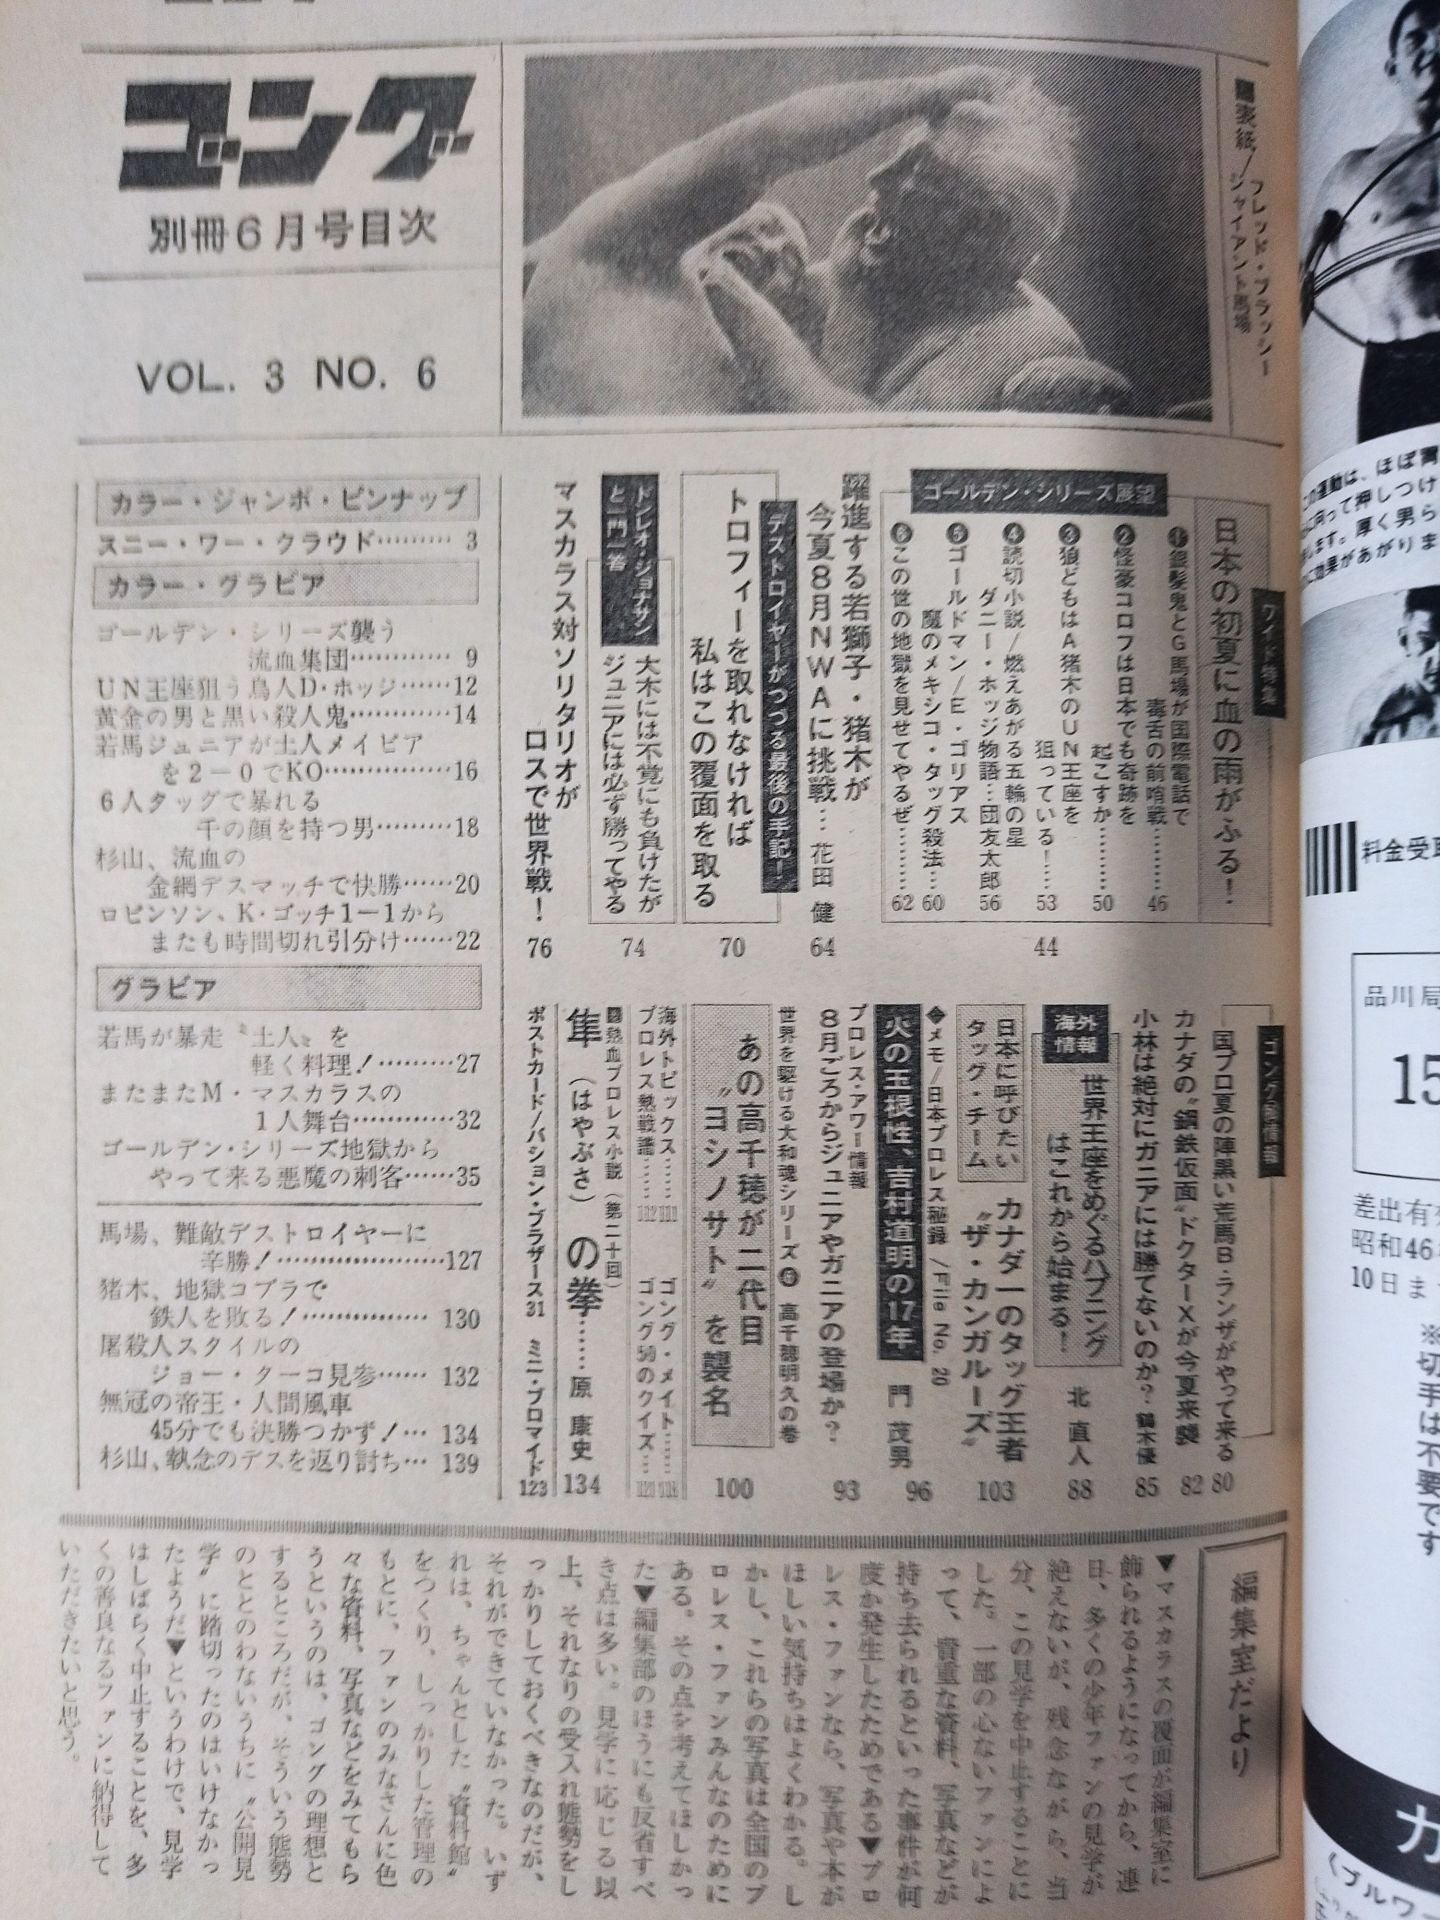 ゴング
別冊6月号目次
VOL. 3 NO. 6
■表紙/フレッド・ブラッシー
ジャイアント馬場
カラー・ジャンボ・ピンナップ
スニー・ワー・クラウド……… 3
カラー・グラビア
ゴールデン・シリーズ襲う
流血集団………… 9
UN王座狙う鳥人D・ホッジ……12
黄金の男と黒い殺人鬼…………14
若馬ジュニアが土人メイビア
を2−0でKO……………16
6人タッグで暴れる
千の顔を持つ男………18
杉山、流血の
金網デスマッチで快勝……20
ロビンソン、K・ゴッチ1−1から
またも時間切れ引分け……22
グラビア
若馬が暴走〝土人〟を
軽く料理!………27
またまたM・マスカラスの
1人舞台…………32
ゴールデン・シリーズ地獄から
やって来る悪魔の刺客……35
馬場、難敵デストロイヤーに
辛勝!………………127
猪木、地獄コブラで
鉄人を敗る!……………130
屠殺人スタイルの
ジョー・ターコ見参……132
無冠の帝王・人間風車
45分でも決勝つかず!…134
杉山、執念のデスを返り討ち…139
ワイド特集
日本の初夏に血の雨がふる!
44
ゴールデン・シリーズ展望
❶銀髪鬼とG馬場が国際電話で
毒舌の前哨戦………46
❷怪豪コロフは日本でも奇跡を
起こすか………50
❸狼どもはA猪木のUN王座を
狙っている!……53
❹読切小説/燃えあがる五輪の星
ダニー・ホッジ物語…団友太郎 56
❺ゴールドマン/E・ゴリアス
魔のメキシコ・タッグ殺法…60
❻この世の地獄を見せてやるぜ………62
躍進する若獅子・猪木が
今夏8月NWAに挑戦…花田 健 64
デストロイヤーがつづる最後の手記!
トロフィーを取れなければ
私はこの覆面を取る
70
ドンレオ・ジョナサン
と一問一答
大木には不覚にも負けたが
ジュニアには必ず勝ってやる
74
マスカラス対ソリタリオが
ロスで世界戦!
76
ゴング
国プロ夏の陣黒い荒馬B・ランザがやって来る 80
カナダの〝鋼鉄仮面〟ドクターXが今夏来襲 82
小林は絶対にガニアには勝てないのか? 鶴木優 85
海外情報
世界王座をめぐるハプニング
はこれから始まる!
北 直人 88
日本に呼びたい
タッグ・チーム
カナダ一のタッグ王者
〝ザ・カンガルーズ〟
103
◆メモ/日本プロレス秘録/File No. 20
火の玉根性、吉村道明の17年
門 茂男 96
プロレス・アワー情報
8月ごろからジュニアやガニアの登場か? 93
世界を駆ける大和魂シリーズ❻ 高千穂明久の巻
あの高千穂が二代目
〝ヨシノサト〟を襲名
100
海外トピックス……111
プロレス熱戦譜……112
ゴング・メイト……
ゴング50のクイズ…
熱血プロレス小説(第二十回)
隼(はやぶさ)の拳……原 康史 134
ポストカード/バション・ブラザース31 ミニ・ブロマイド 123
編集室だより
▼マスカラスの覆面が編集室に
飾られるようになってから、連
日、多くの少年ファンの見学が
絶えないが、残念ながら、当
分、この見学を中止することに
した。一部の心ないファンによ
って、貴重な資料、写真などが
持ち去られるといった事件が何
度か発生したためである▼プロ
レス・ファンなら、写真や本が
ほしい気持ちはよくわかる。し
かし、これらの写真は全国のプ
ロレス・ファンみんなのために
ある。その点を考えてほしかっ
た▼編集部のほうにも反省すべ
き点は多い。見学に応じる以
上、それなりの受入れ態勢をし
っかりしておくべきなのだが、
それができていなかった。いず
れは、ちゃんとした〝資料館〟
をつくり、しっかりした管理の
もとに、ファンのみなさんに色
々な資料、写真などをみてもら
うというのは、ゴングの理想と
するところだが、そういう態勢
のととのわないうちに〝公開見
学〟に踏切ったのはいけなかっ
たようだ▼というわけで、見学
はしばらく中止することを、多
くの善良なるファンに納得して
いただきたいと思う。
料金受取
品川局
15
差出有効
昭和46年
10日まで
※切手は不要です